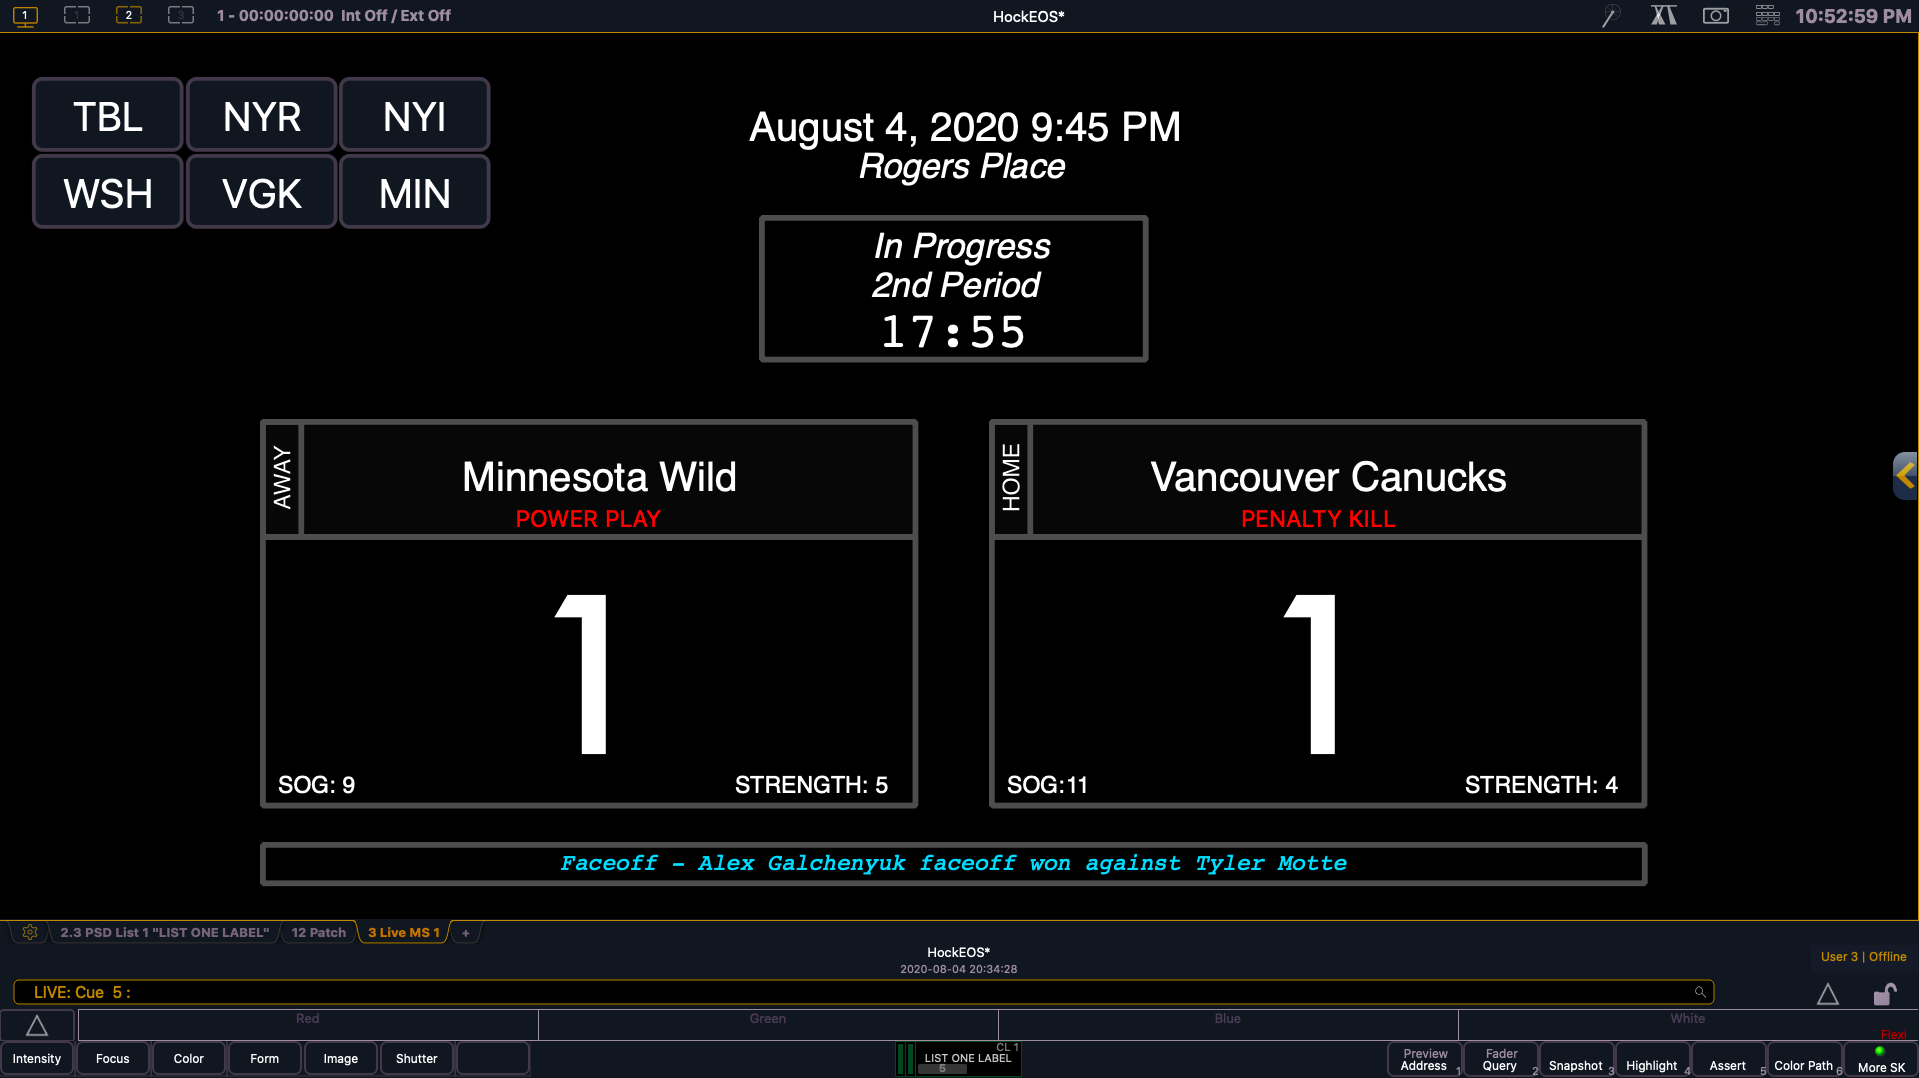 1 1 2 3 1 - 00:00:00:00 Int Off / Ext Off HockEOS* 10:52:59 PM
TBL NYR NYI
WSH VGK MIN
August 4, 2020 9:45 PM
Rogers Place
In Progress
2nd Period
17:55
AWAY
Minnesota Wild
POWER PLAY
1
SOG: 9 STRENGTH: 5
HOME
Vancouver Canucks
PENALTY KILL
1
SOG:11 STRENGTH: 4
Faceoff - Alex Galchenyuk faceoff won against Tyler Motte
2.3 PSD List 1 "LIST ONE LABEL" 12 Patch 3 Live MS 1 +
HockEOS*
2020-08-04 20:34:28
User 3 | Offline
LIVE: Cue 5 :
Red Green Blue White
Flexi
Intensity Focus Color Form Image Shutter
CL 1
LIST ONE LABEL
5
Preview Address 1
Fader Query 2
Snapshot 3
Highlight 4
Assert 5
Color Path 6
More SK